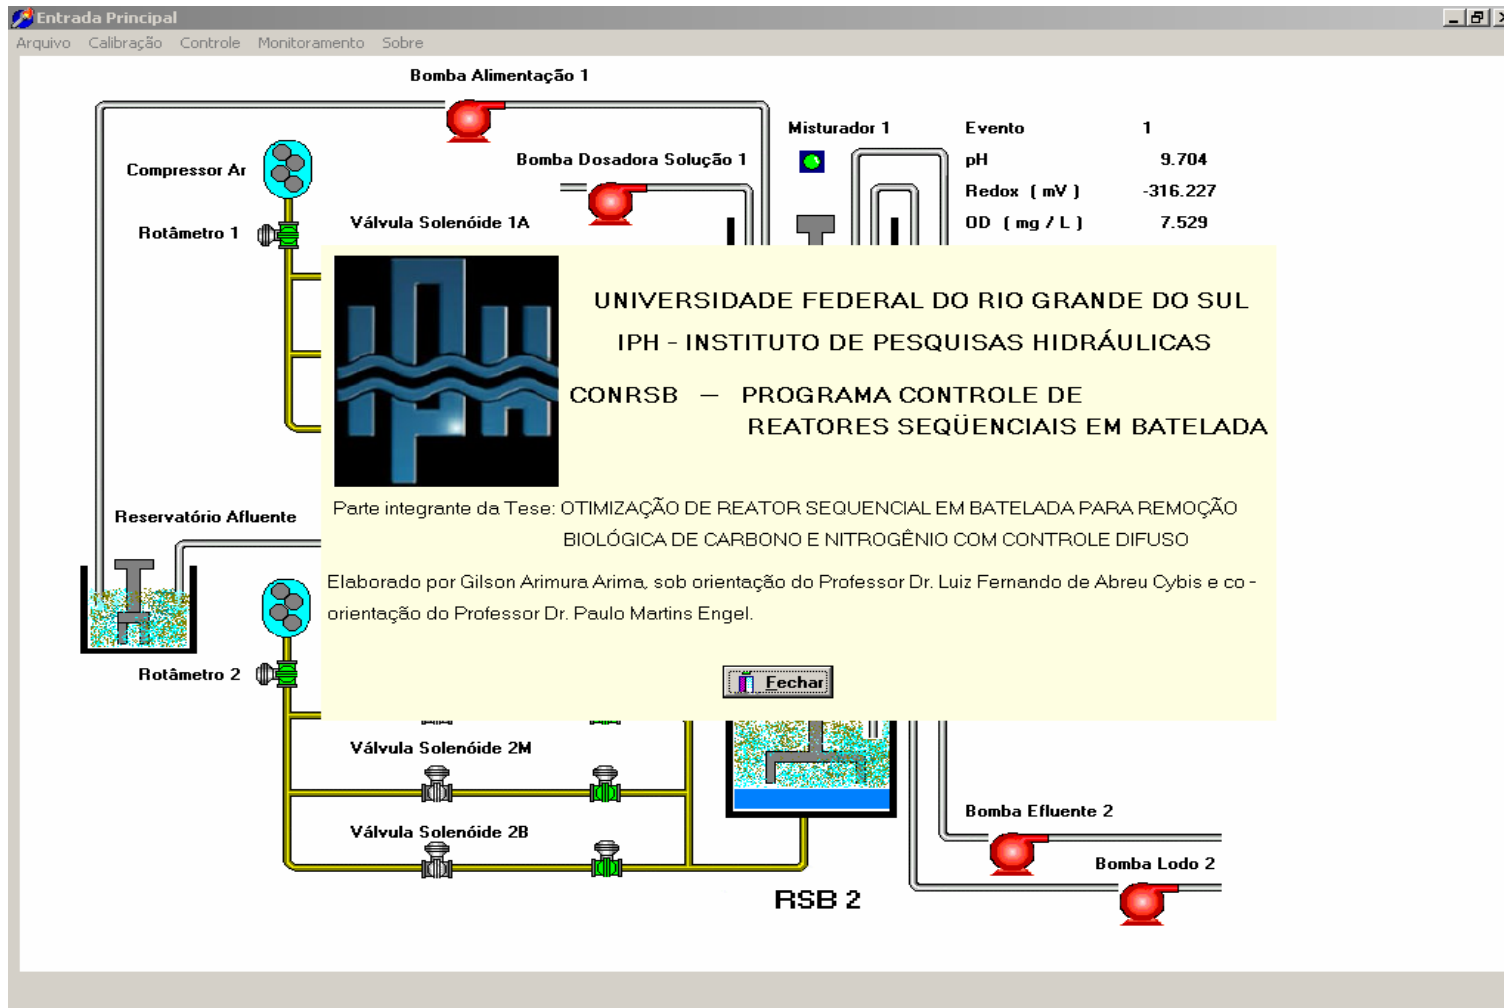 Entrada Principal
Arquivo Calibração Controle Monitoramento Sobre
Bomba Alimentação 1
Misturador 1
Evento 1
Compressor Ar
Bomba Dosadora Solução 1
pH 9.704
Redox ( mV ) -316.227
Rotâmetro 1
Válvula Solenóide 1A
OD ( mg / L ) 7.529
UNIVERSIDADE FEDERAL DO RIO GRANDE DO SUL
IPH - INSTITUTO DE PESQUISAS HIDRÁULICAS
CONRSB – PROGRAMA CONTROLE DE
REATORES SEQÜENCIAIS EM BATELADA
Parte integrante da Tese: OTIMIZAÇÃO DE REATOR SEQUENCIAL EM BATELADA PARA REMOÇÃO
BIOLÓGICA DE CARBONO E NITROGÊNIO COM CONTROLE DIFUSO
Elaborado por Gilson Arimura Arima, sob orientação do Professor Dr. Luiz Fernando de Abreu Cybis e co -
orientação do Professor Dr. Paulo Martins Engel.
Fechar
Reservatório Afluente
Rotâmetro 2
Válvula Solenóide 2M
Válvula Solenóide 2B
Bomba Efluente 2
Bomba Lodo 2
RSB 2